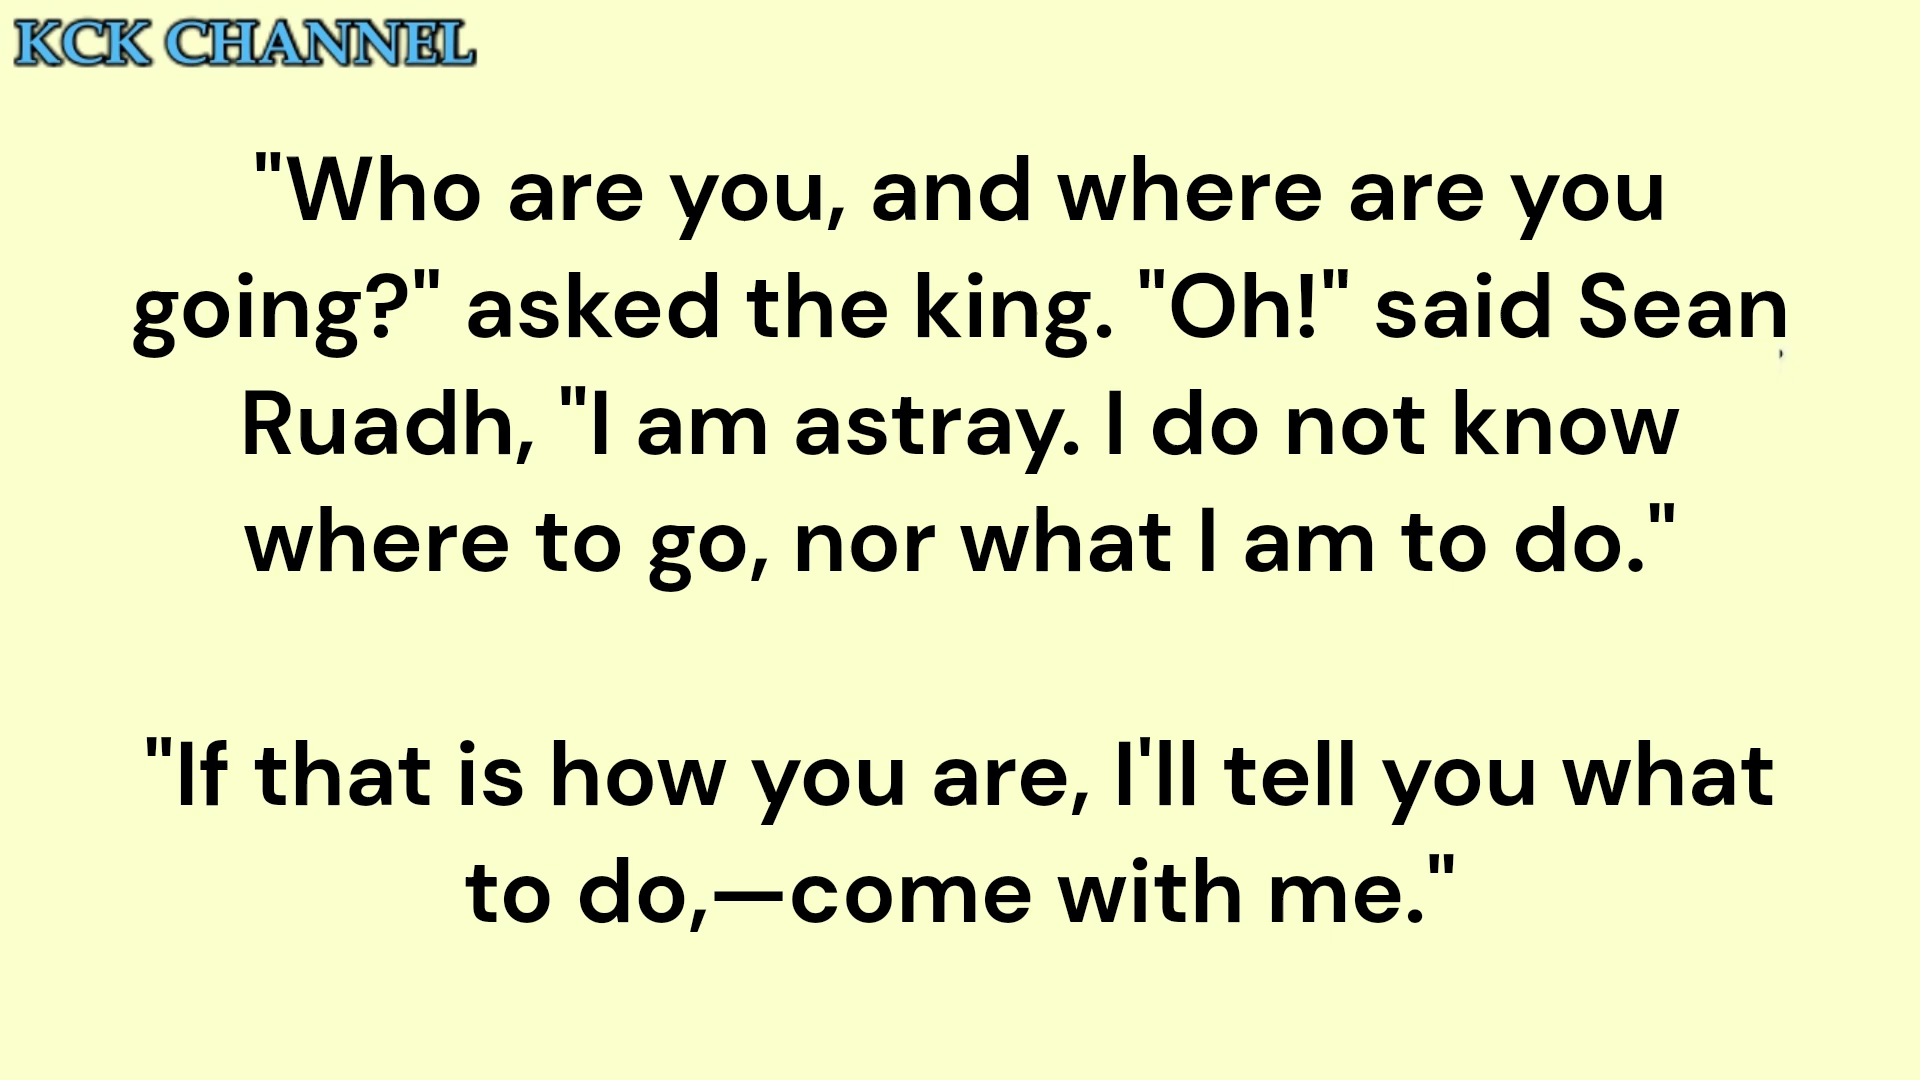 KCK CHANNEL
"Who are you, and where are you
going?" asked the king. "Oh!" said Sean
Ruadh, "I am astray. I do not know
where to go, nor what I am to do."
"If that is how you are, I'll tell you what
to do,—come with me."